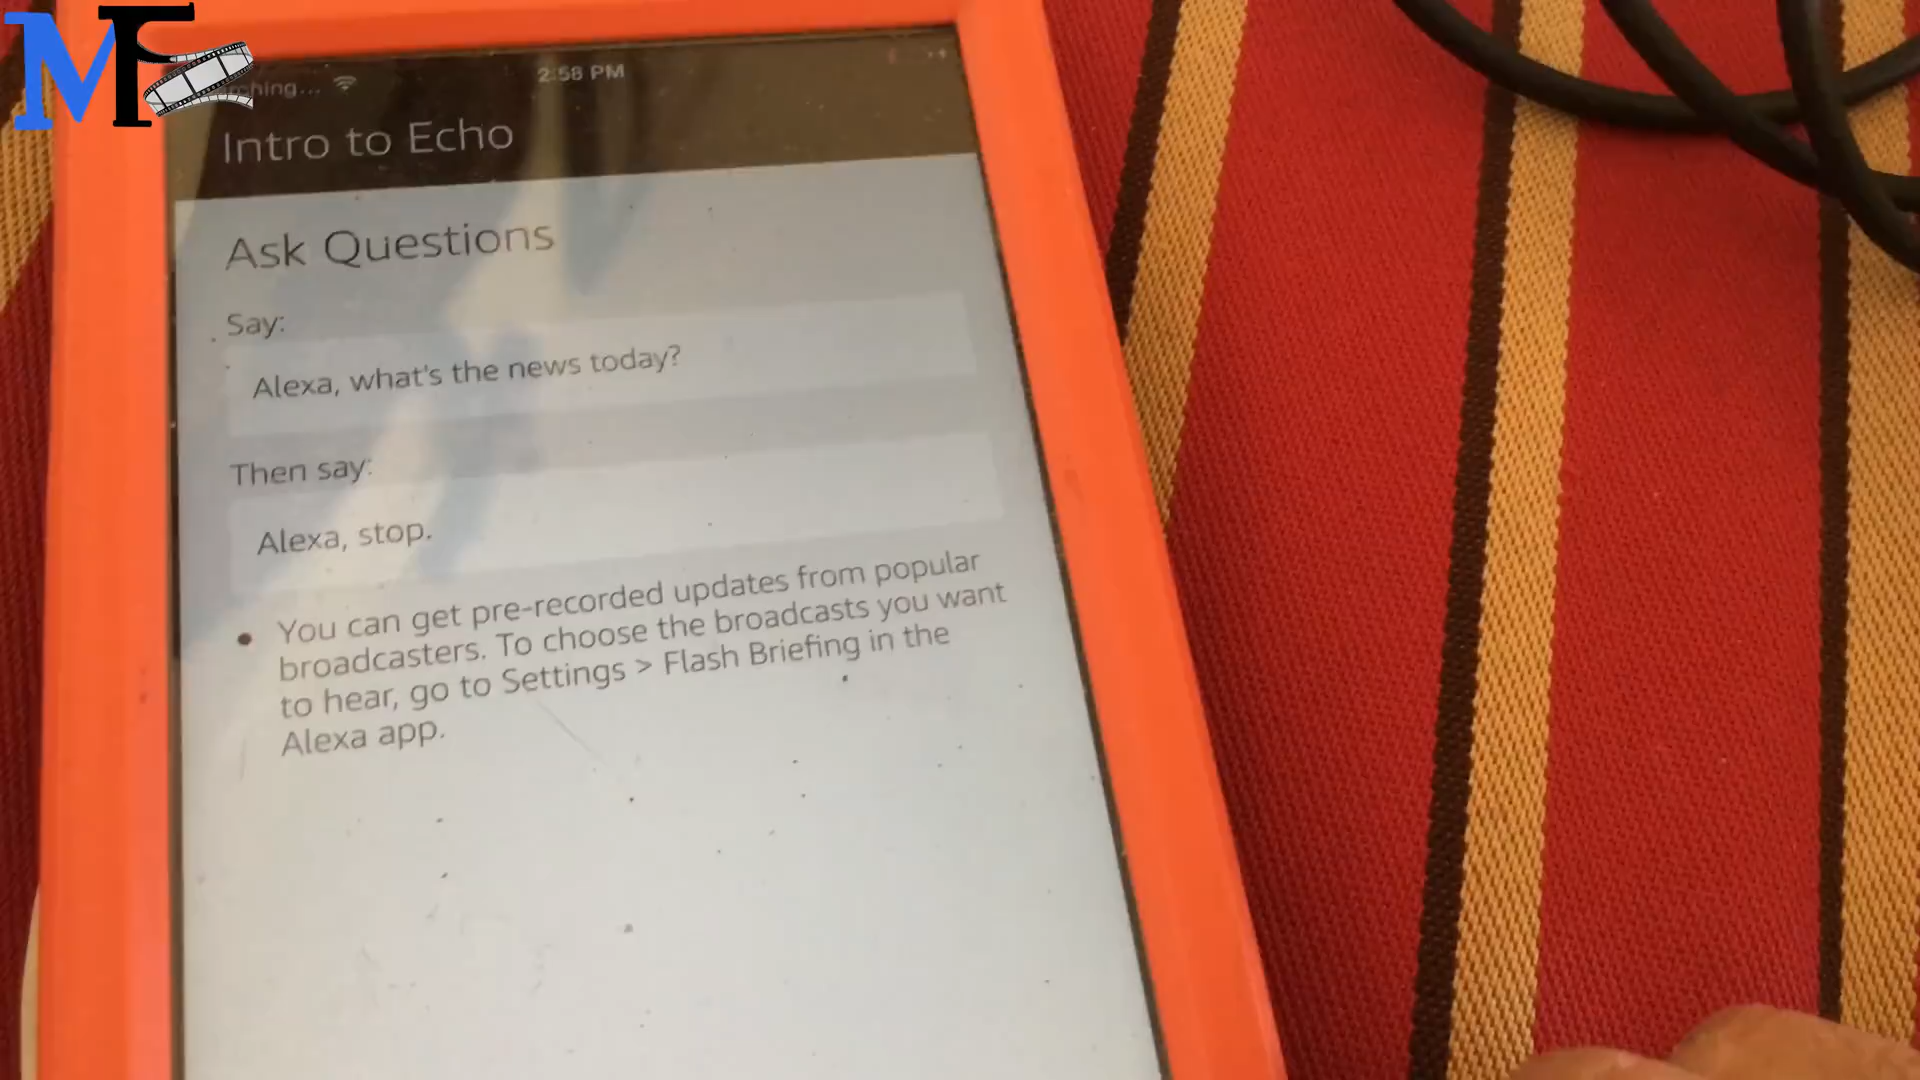 MF
2:58 PM
Intro to Echo
Ask Questions
Say:
Alexa, what's the news today?
Then say:
Alexa, stop.
• You can get pre-recorded updates from popular
broadcasters. To choose the broadcasts you want
to hear, go to Settings > Flash Briefing in the
Alexa app.